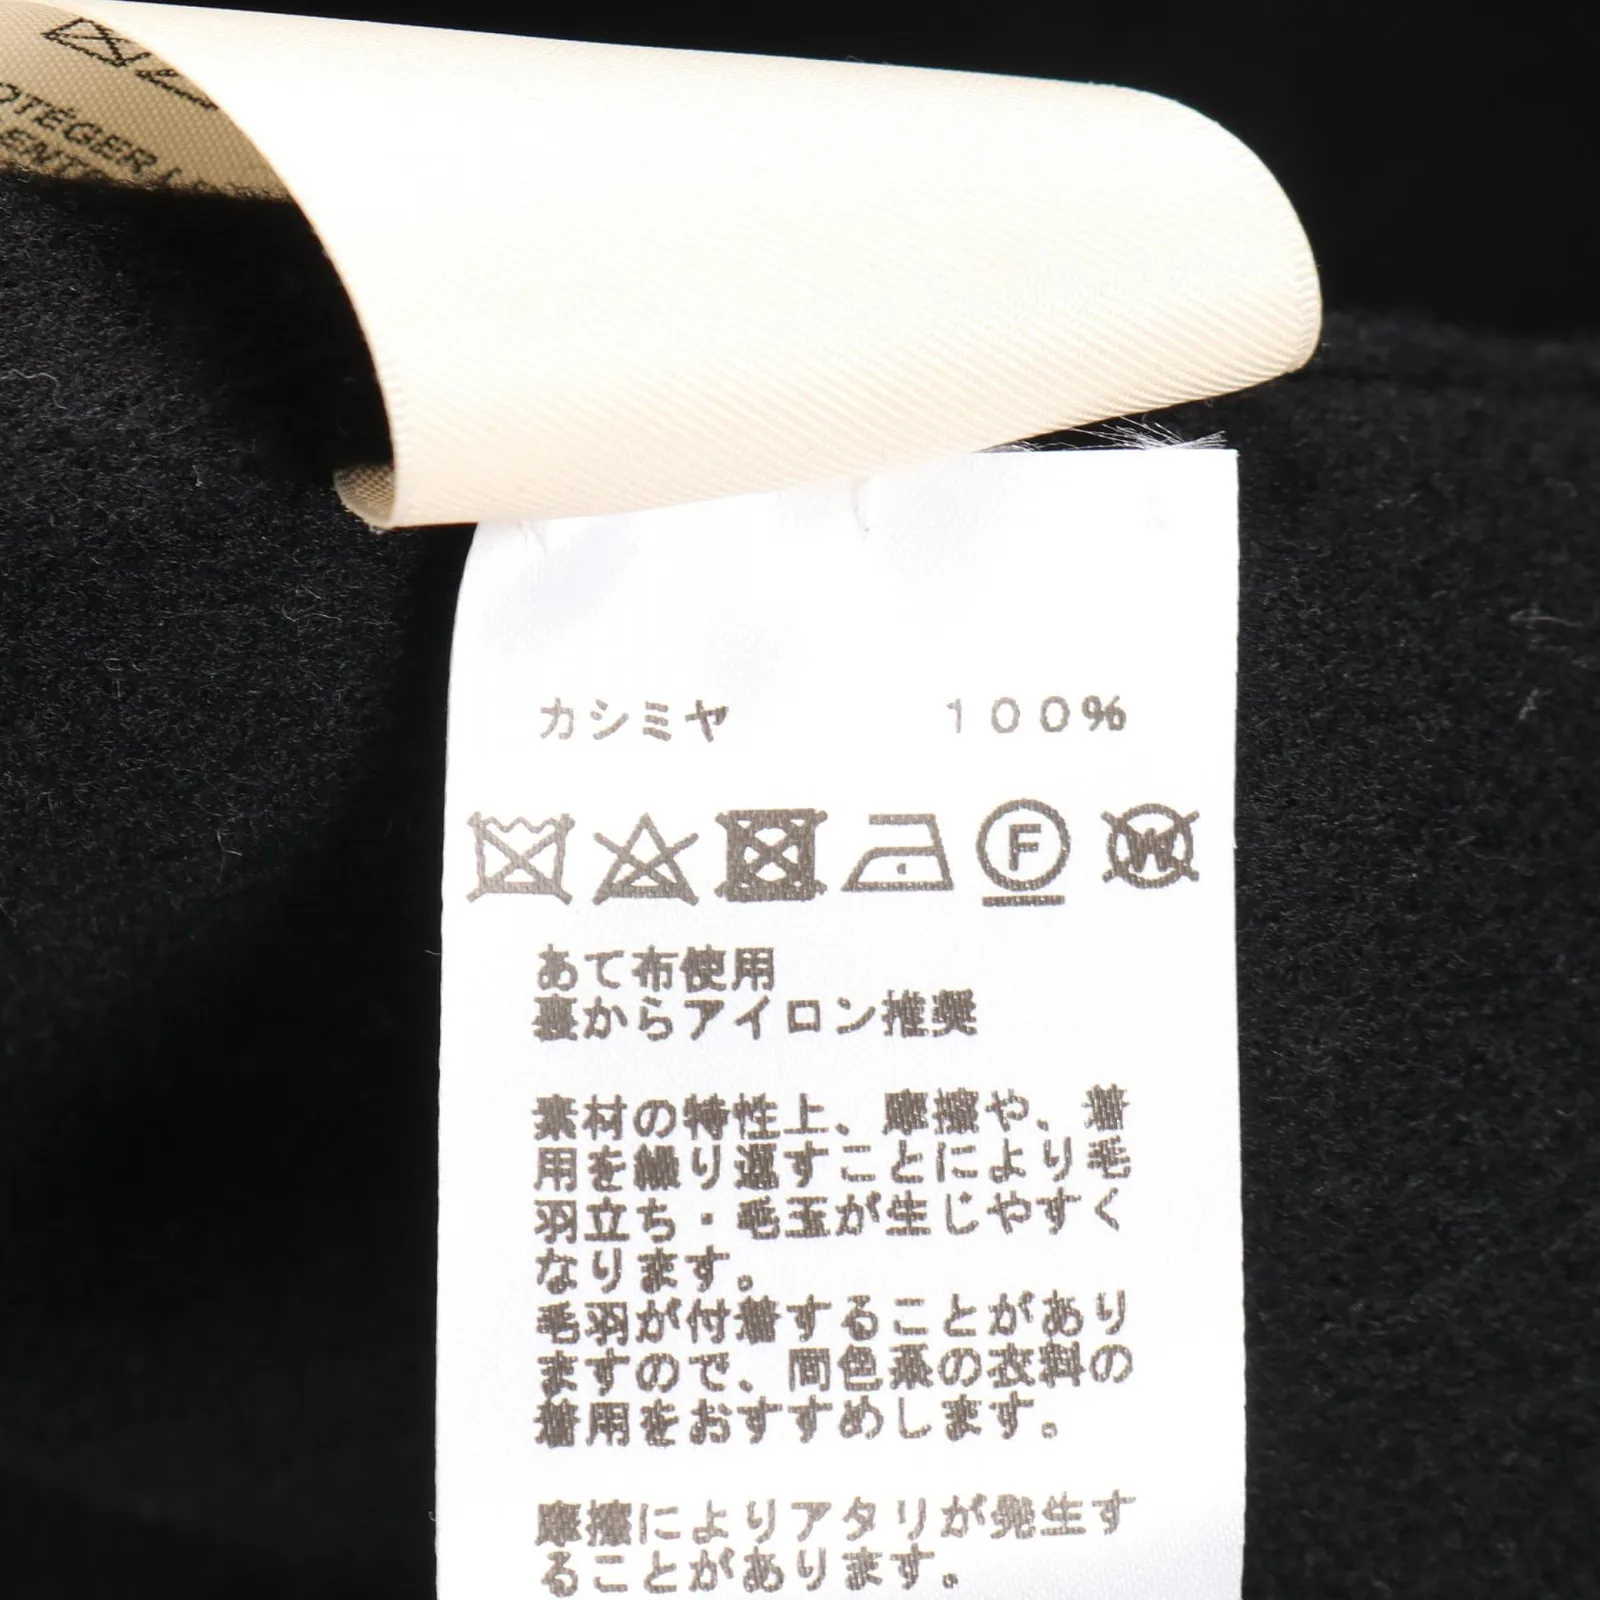 OTÉGER
ENT
カシミヤ 100%
F W
あて布使用
裏からアイロン推奨
素材の特性上、摩擦や、着
用を繰り返すことにより毛
羽立ち・毛玉が生じやすく
なります。
毛羽が付着することがあり
ますので、同色系の衣料の
着用をおすすめします。
摩擦によりアタリが発生す
ることがあります。